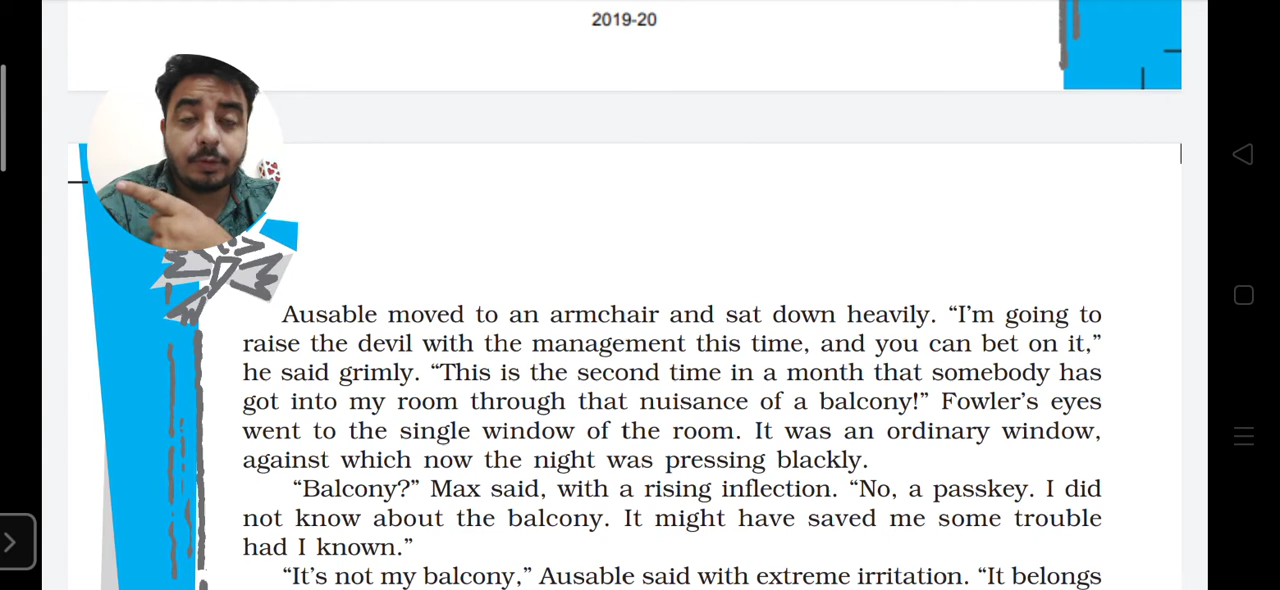 2019-20
Ausable moved to an armchair and sat down heavily. “I’m going to
raise the devil with the management this time, and you can bet on it,”
he said grimly. “This is the second time in a month that somebody has
got into my room through that nuisance of a balcony!” Fowler’s eyes
went to the single window of the room. It was an ordinary window,
against which now the night was pressing blackly.
“Balcony?” Max said, with a rising inflection. “No, a passkey. I did
not know about the balcony. It might have saved me some trouble
had I known.”
“It’s not my balcony,” Ausable said with extreme irritation. “It belongs